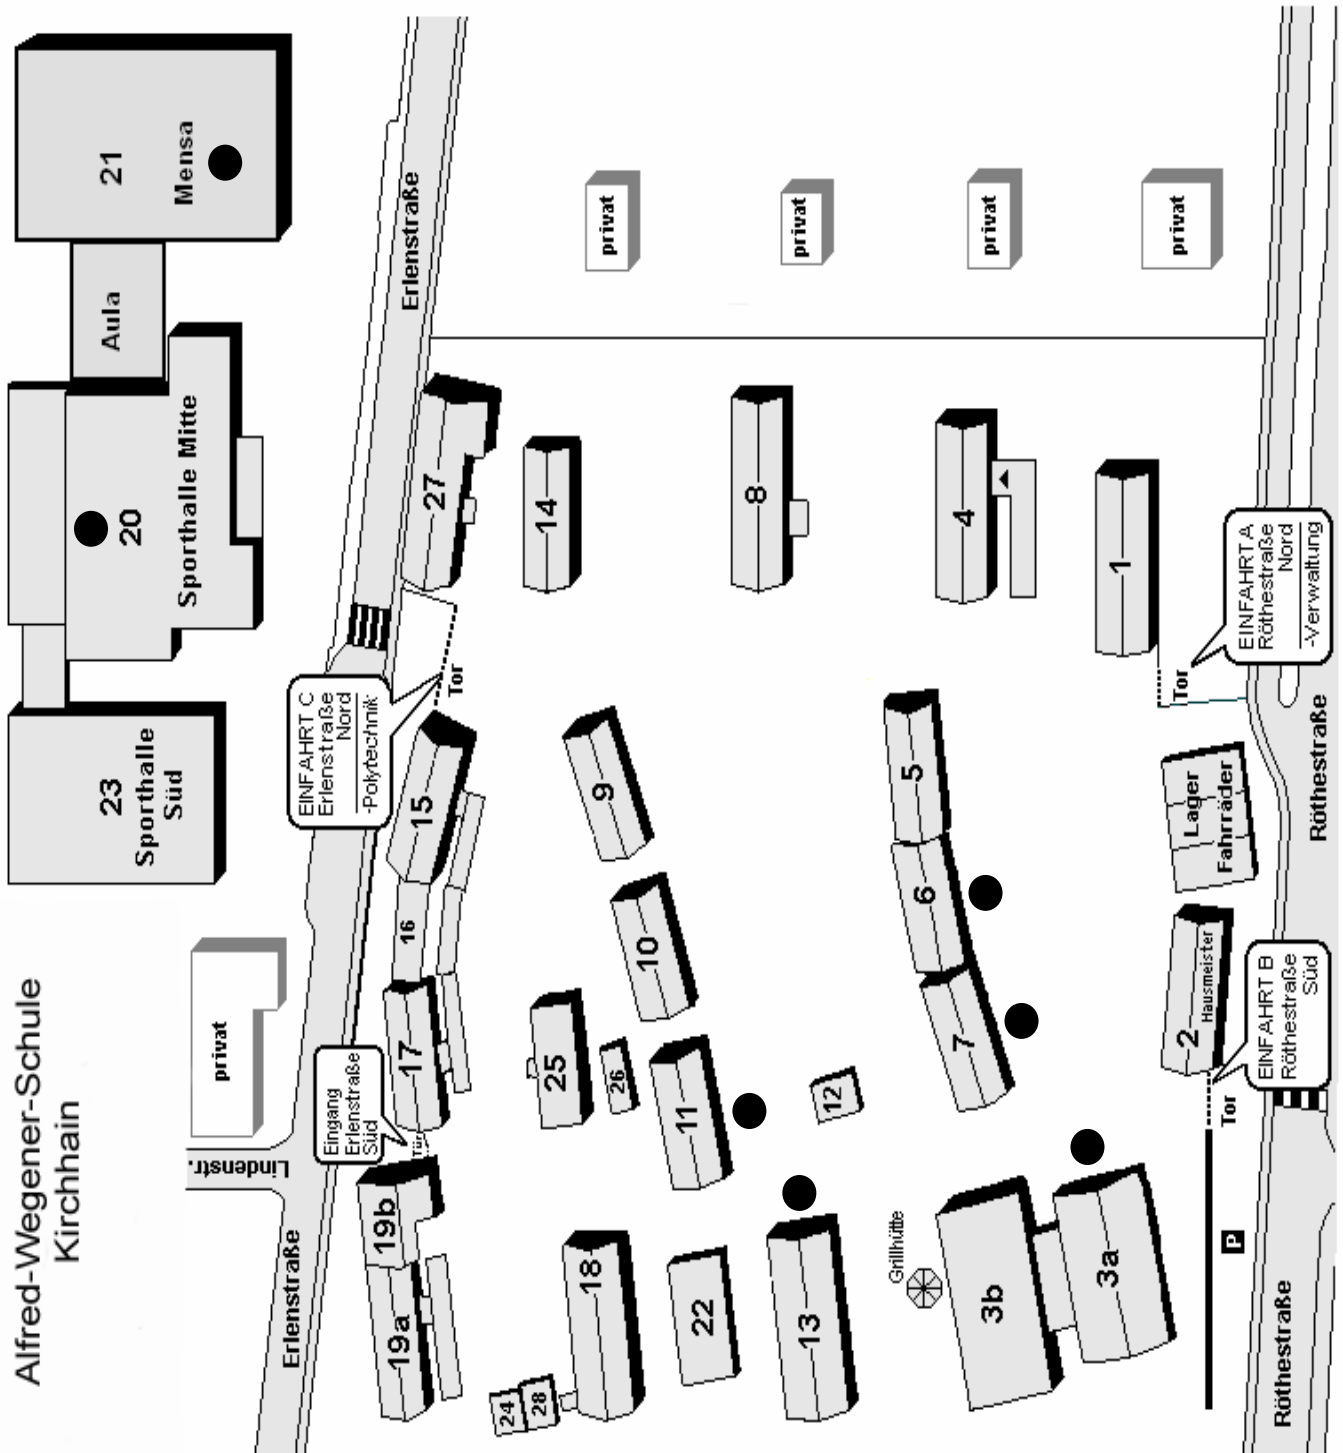 Alfred-Wegener-Schule
Kirchhain
21
Mensa
Aula
20
Sporthalle Mitte
23
Sporthalle
Süd
privat
Lindenstr.
Erlenstraße
Erlenstraße
EINFAHRT C
Erlenstraße
Nord
-Polytechnik
Tor
Eingang
Erlenstraße
Süd
Tür
27
14
8
4
1
privat
privat
privat
privat
15
16
17
19b
19a
9
10
25
26
11
12
18
22
24
28
13
5
6
7
Grillhütte
3b
3a
Lager
Fahrräder
2
Hausmeister
Tor
EINFAHRT A
Röthestraße
Nord
-Verwaltung
Tor
EINFAHRT B
Röthestraße
Süd
P
Röthestraße
Röthestraße